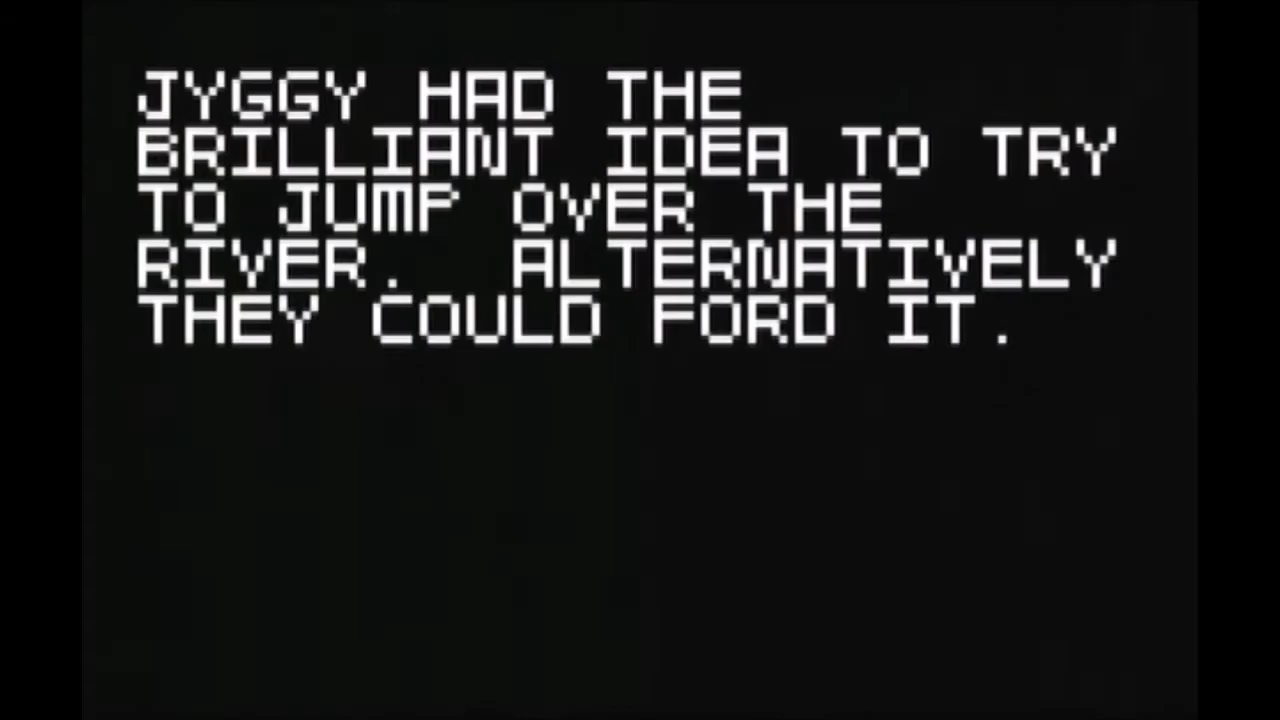 JYGGY HAD THE
BRILLIANT IDEA TO TRY
TO JUMP OVER THE
RIVER.  ALTERNATIVELY
THEY COULD FORD IT.